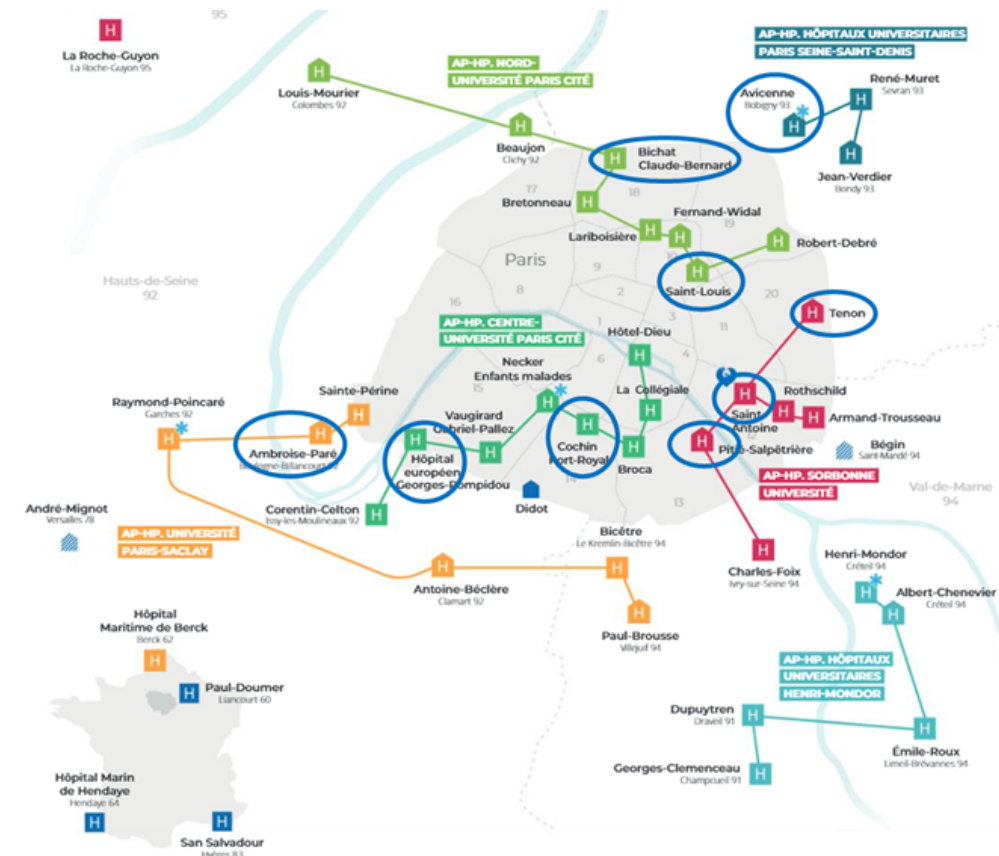 95
H
La Roche-Guyon
La Roche-Guyon 95
AP-HP. NORD-
UNIVERSITÉ PARIS CITÉ
AP-HP. HÔPITAUX UNIVERSITAIRES
PARIS SEINE-SAINT-DENIS
H
Louis-Mourier
Colombes 92
H
Beaujon
Clichy 92
Avicenne
Bobigny 93
H
René-Muret
Sevran 93
H
H
Jean-Verdier
Bondy 93
H
Bichat
Claude-Bernard
17
18
Bretonneau
H
Fernand-Widal
19
Lariboisière
H
H
10
H
Robert-Debré
Paris
9
8
2
H
Saint-Louis
20
Hauts-de-Seine
92
16
1
3
11
H
Tenon
AP-HP. CENTRE-
UNIVERSITÉ PARIS CITÉ
Hôtel-Dieu
H
6
4
Necker
Enfants malades
H
15
La Collégiale
H
H
Saint
Antoine
12
Rothschild
H
H
Armand-Trousseau
Raymond-Poincaré
Garches 92
H
Sainte-Périne
H
H
Ambroise-Paré
Boulogne-Billancourt 92
Vaugirard
Gabriel-Pallez
H
H
Hôpital
européen
Georges-Pompidou
H
Cochin
Port-Royal
H
Broca
H
Pitié-Salpêtrière
Bégin
Saint-Mandé 94
14
13
AP-HP. SORBONNE
UNIVERSITÉ
Val-de-Marne
94
Corentin-Celton
Issy-les-Moulineaux 92
H
Didot
André-Mignot
Versailles 78
AP-HP. UNIVERSITÉ
PARIS-SACLAY
Bicêtre
Le Kremlin-Bicêtre 94
H
H
Antoine-Béclère
Clamart 92
H
Charles-Foix
Ivry-sur-Seine 94
Henri-Mondor
Créteil 94
H
Albert-Chenevier
Créteil 94
H
H
Paul-Brousse
Villejuif 94
Hôpital
Maritime de Berck
Berck 62
H
H
Paul-Doumer
Liancourt 60
AP-HP. HÔPITAUX
UNIVERSITAIRES
HENRI-MONDOR
Dupuytren
Draveil 91
H
H
Émile-Roux
Limeil-Brévannes 94
Georges-Clemenceau
Champcueil 91
H
Hôpital Marin
de Hendaye
Hendaye 64
H
H
San Salvadour
Hyères 83